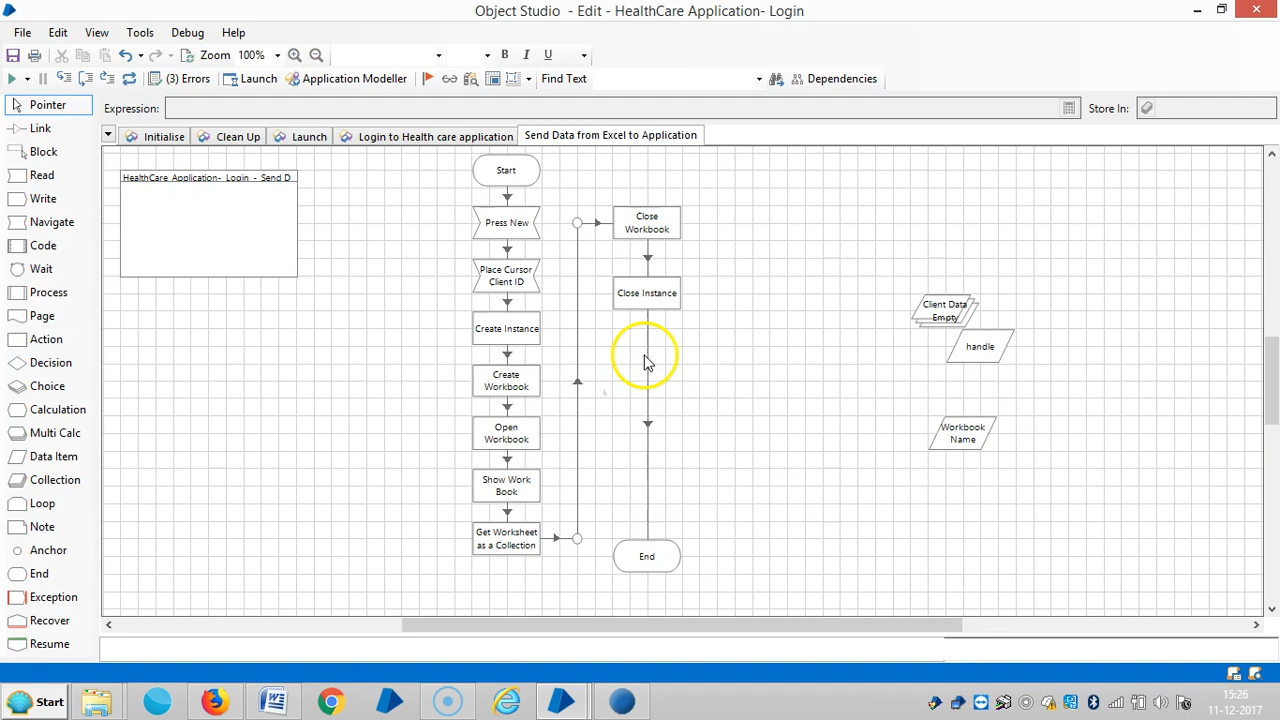 Object Studio - Edit - HealthCare Application- Login
File Edit View Tools Debug Help
Zoom 100% B I U
(3) Errors Launch Application Modeller Find Text Dependencies
Pointer
Expression: Store In:
Link
Initialise Clean Up Launch Login to Health care application Send Data from Excel to Application
Block
Read
Write
Navigate
Code
Wait
Process
Page
Action
Decision
Choice
Calculation
Multi Calc
Data Item
Collection
Loop
Note
Anchor
End
Exception
Recover
Resume
HealthCare Application- Login - Send D
Start
Press New
Place Cursor
Client ID
Create Instance
Create
Workbook
Open
Workbook
Show Work
Book
Get Worksheet
as a Collection
Close
Workbook
Close Instance
End
Client Data
Empty
handle
Workbook
Name
Start
15:26
11-12-2017